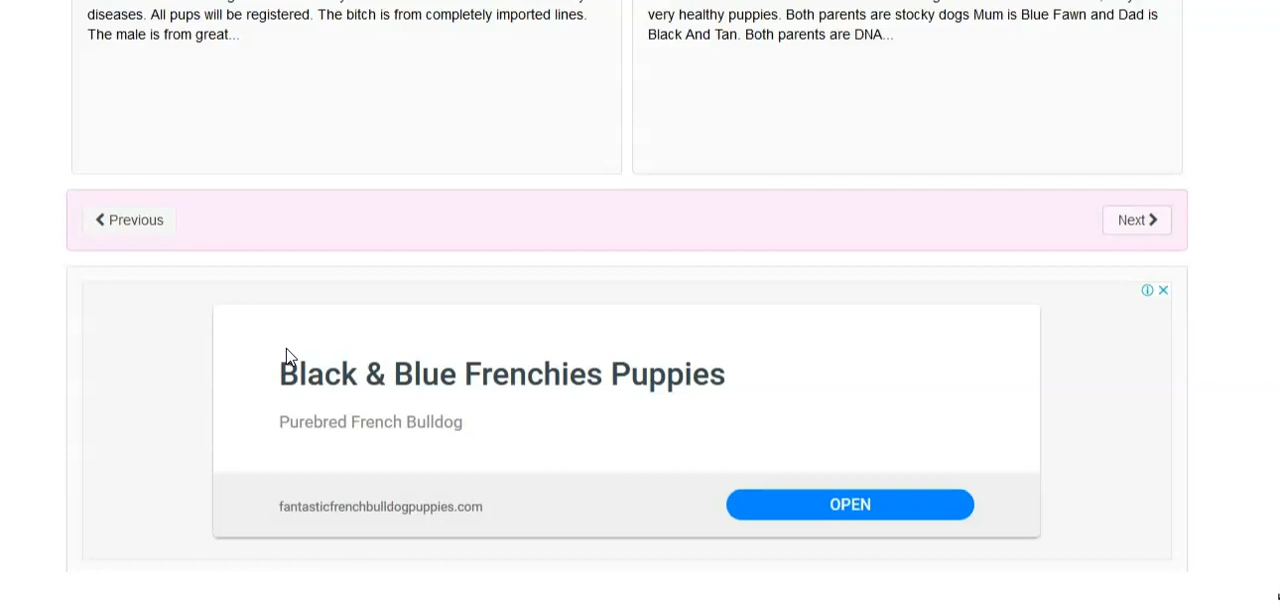 diseases. All pups will be registered. The bitch is from completely imported lines.
The male is from great...
very healthy puppies. Both parents are stocky dogs Mum is Blue Fawn and Dad is
Black And Tan. Both parents are DNA...
Previous
Next
Black & Blue Frenchies Puppies
Purebred French Bulldog
fantasticfrenchbulldogpuppies.com
OPEN